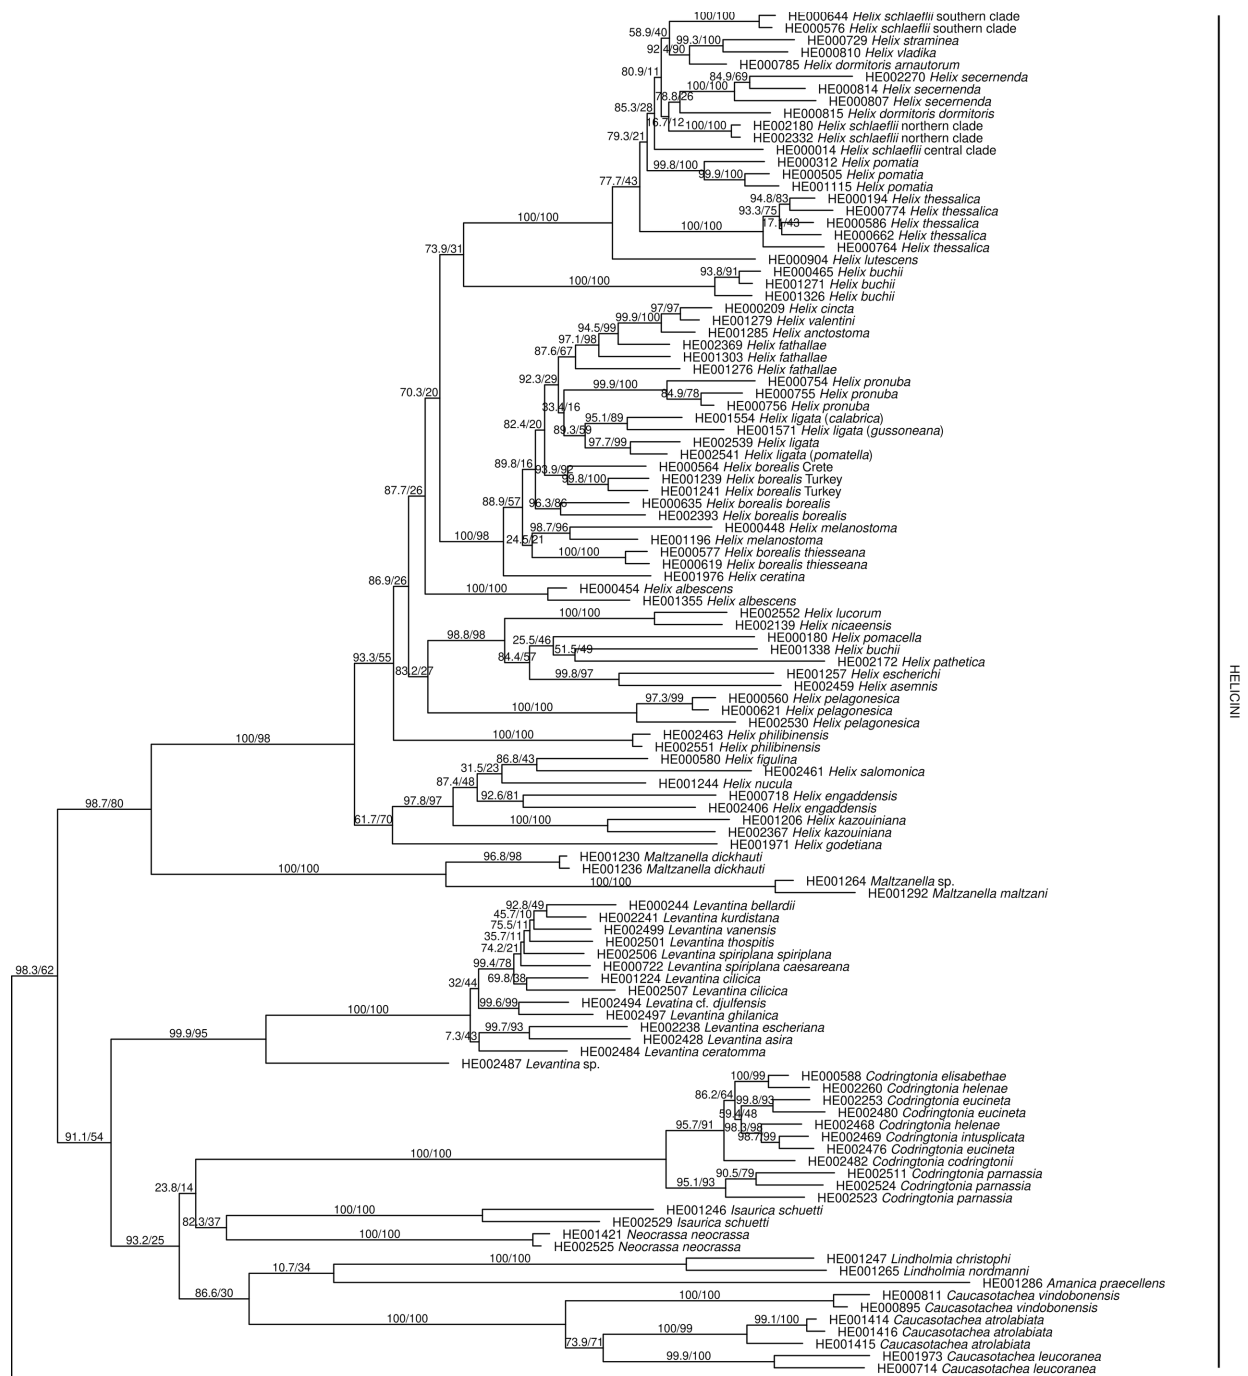 100/100
HE000644 Helix schlaeflii southern clade
HE000576 Helix schlaeflii southern clade
58.9/40
99.3/100
HE000729 Helix straminea
92.4/90
HE000810 Helix vladika
HE000785 Helix dormitoris arnautorum
80.9/11
84.9/69
HE002270 Helix secernenda
100/100
HE000814 Helix secernenda
78.8/26
HE000807 Helix secernenda
85.3/28
HE000815 Helix dormitoris dormitoris
16.7/12
100/100
HE002180 Helix schlaeflii northern clade
HE002332 Helix schlaeflii northern clade
79.3/21
HE000014 Helix schlaeflii central clade
99.8/100
HE000312 Helix pomatia
99.9/100
HE000505 Helix pomatia
HE001115 Helix pomatia
77.7/43
94.8/83
HE000194 Helix thessalica
93.3/75
HE000774 Helix thessalica
100/100
17.1/43
HE000586 Helix thessalica
HE000662 Helix thessalica
100/100
HE000764 Helix thessalica
73.9/31
HE000904 Helix lutescens
93.8/91
HE000465 Helix buchii
100/100
HE001271 Helix buchii
HE001326 Helix buchii
97/97
HE000209 Helix cincta
99.9/100
HE001279 Helix valentini
94.5/99
HE001285 Helix anctostoma
97.1/98
HE002369 Helix fathallae
87.6/67
HE001303 Helix fathallae
HE001276 Helix fathallae
92.3/29
99.9/100
HE000754 Helix pronuba
70.3/20
84.9/78
HE000755 Helix pronuba
33.4/16
HE000756 Helix pronuba
95.1/89
HE001554 Helix ligata (calabrica)
82.4/20
89.3/59
HE001571 Helix ligata (gussoneana)
97.7/99
HE002539 Helix ligata
HE002541 Helix ligata (pomatella)
89.8/16
93.9/92
HE000564 Helix borealis Crete
99.8/100
HE001239 Helix borealis Turkey
87.7/26
HE001241 Helix borealis Turkey
88.9/57
96.3/86
HE000635 Helix borealis borealis
HE002393 Helix borealis borealis
98.7/96
HE000448 Helix melanostoma
100/98
24.5/21
HE001196 Helix melanostoma
100/100
HE000577 Helix borealis thiesseana
HE000619 Helix borealis thiesseana
HE001976 Helix ceratina
86.9/26
100/100
HE000454 Helix albescens
HE001355 Helix albescens
100/100
HE002552 Helix lucorum
HE002139 Helix nicaeensis
98.8/98
25.5/46
HE000180 Helix pomacella
51.5/49
HE001338 Helix buchii
93.3/55
84.4/57
HE002172 Helix pathetica
83.2/27
99.8/97
HE001257 Helix escherichi
HE002459 Helix asemnis
97.3/99
HE000560 Helix pelagonesica
100/100
HE000621 Helix pelagonesica
HE002530 Helix pelagonesica
100/98
100/100
HE002463 Helix philibinensis
HE002551 Helix philibinensis
86.8/43
HE000580 Helix figulina
31.5/23
HE002461 Helix salomonica
87.4/48
HE001244 Helix nucula
92.6/81
HE000718 Helix engaddensis
98.7/80
97.8/97
HE002406 Helix engaddensis
61.7/70
100/100
HE001206 Helix kazouiniana
HE002367 Helix kazouiniana
HE001971 Helix godetiana
96.8/98
HE001230 Maltzanella dickhauti
100/100
HE001236 Maltzanella dickhauti
100/100
HE001264 Maltzanella sp.
HE001292 Maltzanella maltzani
92.8/49
HE000244 Levantina bellardii
45.7/10
HE002241 Levantina kurdistana
75.5/11
HE002499 Levantina vanensis
35.7/11
HE002501 Levantina thospitis
74.2/21
HE002506 Levantina spiriplana spiriplana
99.4/78
HE000722 Levantina spiriplana caesareana
98.3/62
69.8/38
HE001224 Levantina cilicica
32/44
HE002507 Levantina cilicica
99.6/99
HE002494 Levatina cf. djulfensis
100/100
HE002497 Levantina ghilanica
99.7/93
HE002238 Levantina escheriana
99.9/95
7.3/43
HE002428 Levantina asira
HE002484 Levantina ceratomma
HE002487 Levantina sp.
100/99
HE000588 Codringtonia elisabethae
86.2/64
HE002260 Codringtonia helenae
99.8/93
HE002253 Codringtonia eucineta
59.4/48
HE002480 Codringtonia eucineta
98.3/98
HE002468 Codringtonia helenae
91.1/54
95.7/91
98.7/99
HE002469 Codringtonia intusplicata
HE002476 Codringtonia eucineta
100/100
HE002482 Codringtonia codringtonii
90.5/79
HE002511 Codringtonia parnassia
95.1/93
HE002524 Codringtonia parnassia
23.8/14
HE002523 Codringtonia parnassia
100/100
HE001246 Isaurica schuetti
82.3/37
HE002529 Isaurica schuetti
100/100
HE001421 Neocrassa neocrassa
93.2/25
HE002525 Neocrassa neocrassa
100/100
HE001247 Lindholmia christophi
10.7/34
HE001265 Lindholmia nordmanni
HE001286 Amanica praecellens
86.6/30
100/100
HE000811 Caucasotachea vindobonensis
HE000895 Caucasotachea vindobonensis
100/100
99.1/100
HE001414 Caucasotachea atrolabiata
100/99
HE001416 Caucasotachea atrolabiata
73.9/71
HE001415 Caucasotachea atrolabiata
99.9/100
HE001973 Caucasotachea leucoranea
HE000714 Caucasotachea leucoranea
HELICINI